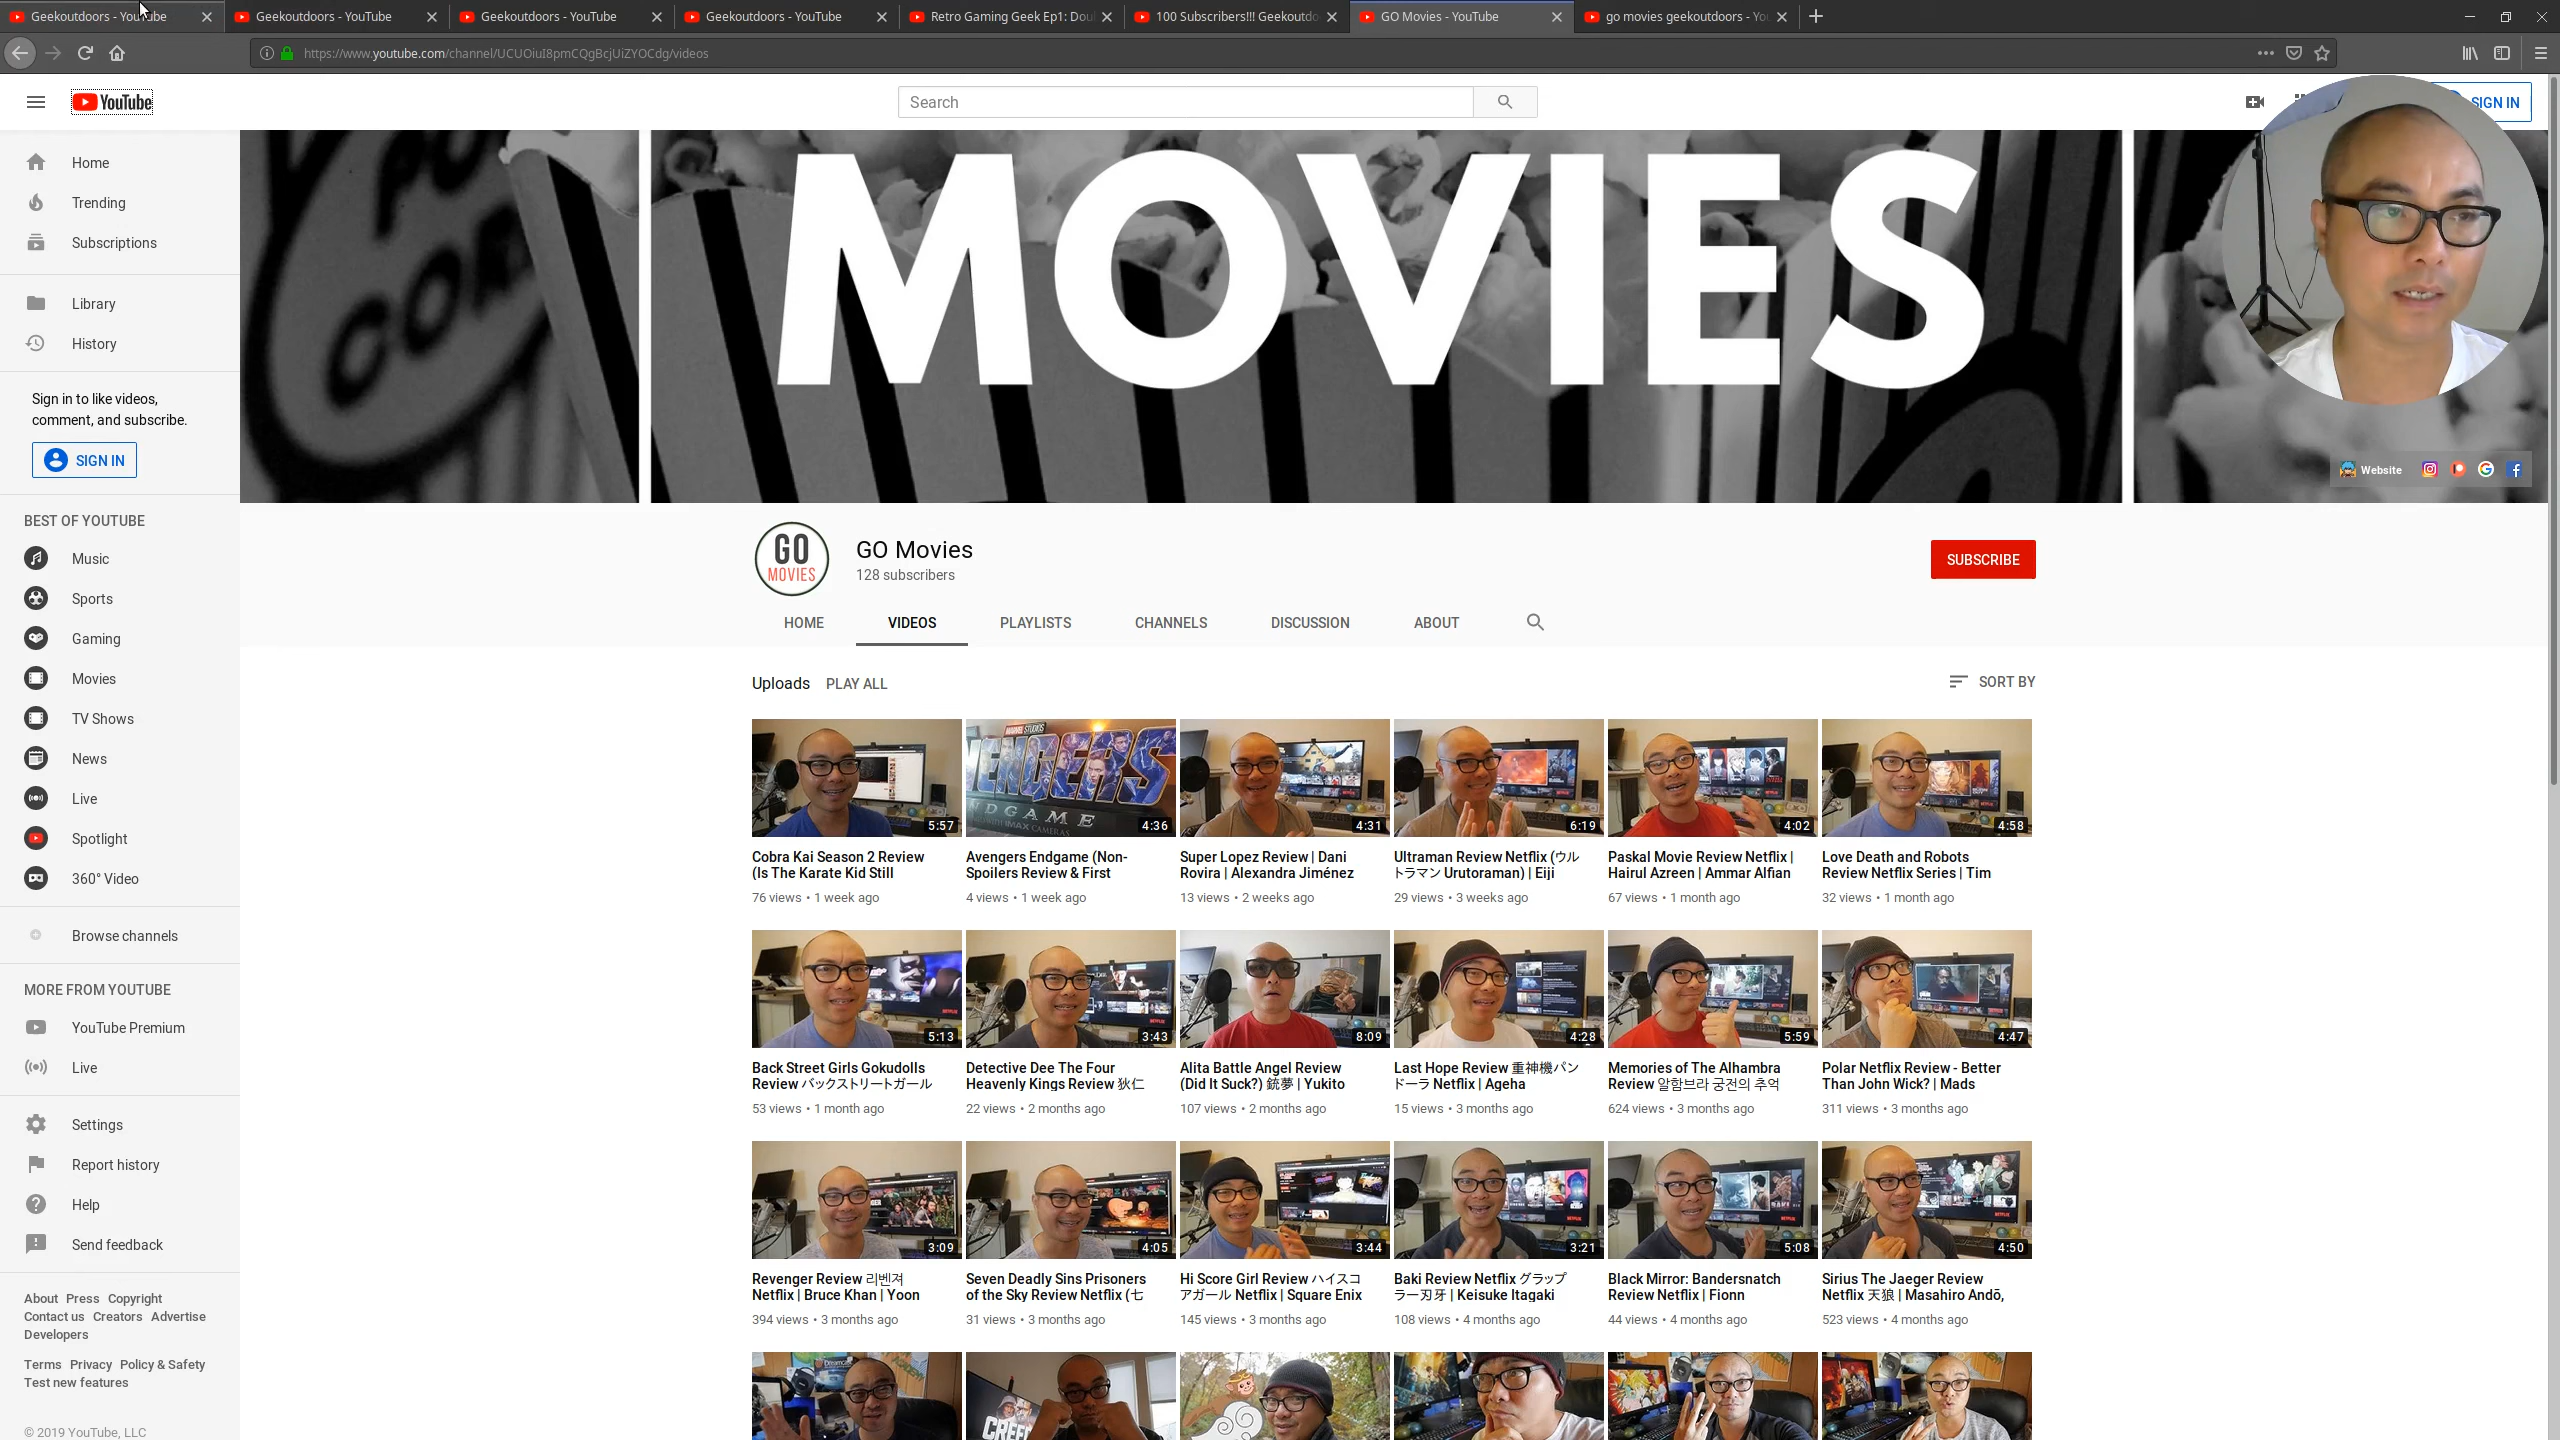 Geekoutdoors - YouTube
Geekoutdoors - YouTube
Geekoutdoors - YouTube
Geekoutdoors - YouTube
Retro Gaming Geek Ep1: Dou
100 Subscribers!!! Geekoutdo
GO Movies - YouTube
go movies geekoutdoors - Yo
https://www.youtube.com/channel/UCUOiuI8pmCQgBcjUiZYOCdg/videos
YouTube
Search
SIGN IN
Home
Trending
Subscriptions
Library
History
Sign in to like videos,
comment, and subscribe.
SIGN IN
BEST OF YOUTUBE
Music
Sports
Gaming
Movies
TV Shows
News
Live
Spotlight
360° Video
Browse channels
MORE FROM YOUTUBE
YouTube Premium
Live
Settings
Report history
Help
Send feedback
About Press Copyright
Contact us Creators Advertise
Developers
Terms Privacy Policy & Safety
Test new features
© 2019 YouTube, LLC
MOVIES
Website
GO
MOVIES
GO Movies
128 subscribers
SUBSCRIBE
HOME VIDEOS PLAYLISTS CHANNELS DISCUSSION ABOUT
Uploads PLAY ALL
SORT BY
MARVEL STUDIOS
ENGERS
NDGAME
IMAX CAMERAS
5:57
4:36
4:31
6:19
4:02
4:58
Cobra Kai Season 2 Review
(Is The Karate Kid Still
76 views • 1 week ago
Avengers Endgame (Non-
Spoilers Review & First
4 views • 1 week ago
Super Lopez Review | Dani
Rovira | Alexandra Jiménez
13 views • 2 weeks ago
Ultraman Review Netflix (ウル
トラマン Urutoraman) | Eiji
29 views • 3 weeks ago
Paskal Movie Review Netflix |
Hairul Azreen | Ammar Alfian
67 views • 1 month ago
Love Death and Robots
Review Netflix Series | Tim
32 views • 1 month ago
5:13
3:43
8:09
4:28
5:59
4:47
Back Street Girls Gokudolls
Review バックストリートガール
53 views • 1 month ago
Detective Dee The Four
Heavenly Kings Review 狄仁
22 views • 2 months ago
Alita Battle Angel Review
(Did It Suck?) 銃夢 | Yukito
107 views • 2 months ago
Last Hope Review 重神機パン
ドーラ Netflix | Ageha
15 views • 3 months ago
Memories of The Alhambra
Review 알함브라 궁전의 추억
624 views • 3 months ago
Polar Netflix Review - Better
Than John Wick? | Mads
311 views • 3 months ago
3:09
4:05
3:44
3:21
5:08
4:50
Revenger Review 리벤져
Netflix | Bruce Khan | Yoon
394 views • 3 months ago
Seven Deadly Sins Prisoners
of the Sky Review Netflix (七
31 views • 3 months ago
Hi Score Girl Review ハイスコ
アガール Netflix | Square Enix
145 views • 3 months ago
Baki Review Netflix グラップ
ラー刃牙 | Keisuke Itagaki
108 views • 4 months ago
Black Mirror: Bandersnatch
Review Netflix | Fionn
44 views • 4 months ago
Sirius The Jaeger Review
Netflix 天狼 | Masahiro Andō,
523 views • 4 months ago
CREED